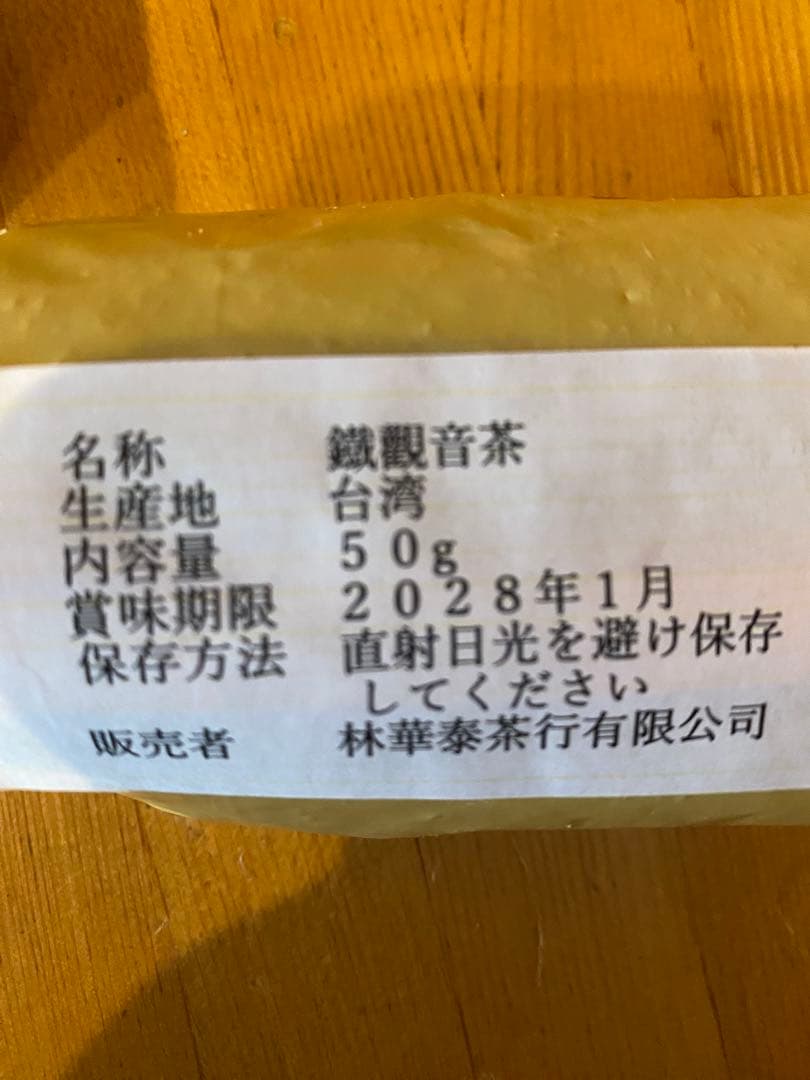 名称 鐵觀音茶
生産地 台湾
内容量 50g
賞味期限 2028年1月
保存方法 直射日光を避け保存
してください
販売者 林華泰茶行有限公司